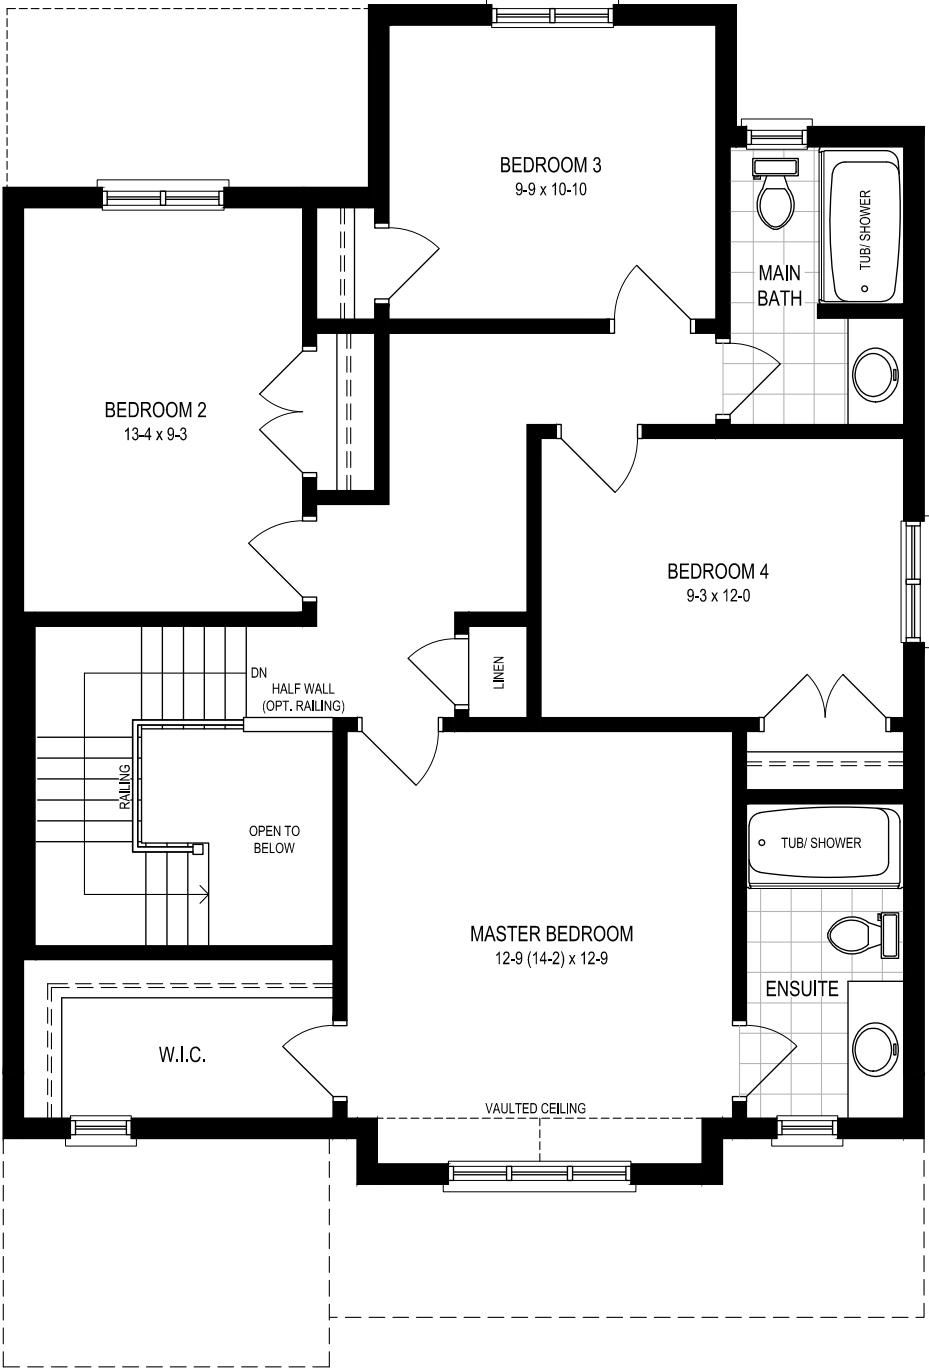 BEDROOM 3
9-9 x 10-10
TUB/ SHOWER
MAIN
BATH
BEDROOM 2
13-4 x 9-3
BEDROOM 4
9-3 x 12-0
LINEN
DN
HALF WALL
(OPT. RAILING)
RAILING
OPEN TO
BELOW
TUB/ SHOWER
MASTER BEDROOM
12-9 (14-2) x 12-9
ENSUITE
W.I.C.
VAULTED CEILING